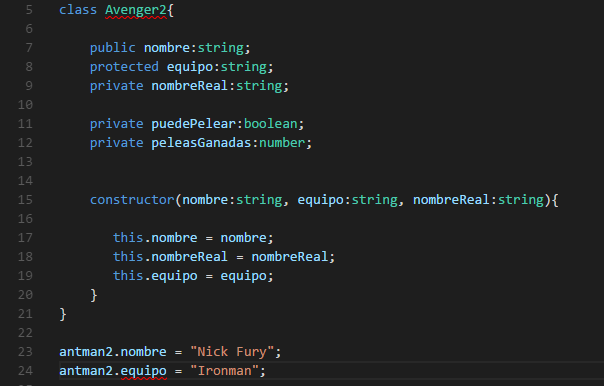 5 class Avenger2{
6
7 public nombre:string;
8 protected equipo:string;
9 private nombreReal:string;
10
11 private puedePelear:boolean;
12 private peleasGanadas:number;
13
14
15 constructor(nombre:string, equipo:string, nombreReal:string){
16
17 this.nombre = nombre;
18 this.nombreReal = nombreReal;
19 this.equipo = equipo;
20 }
21 }
22
23 antman2.nombre = "Nick Fury";
24 antman2.equipo = "Ironman";